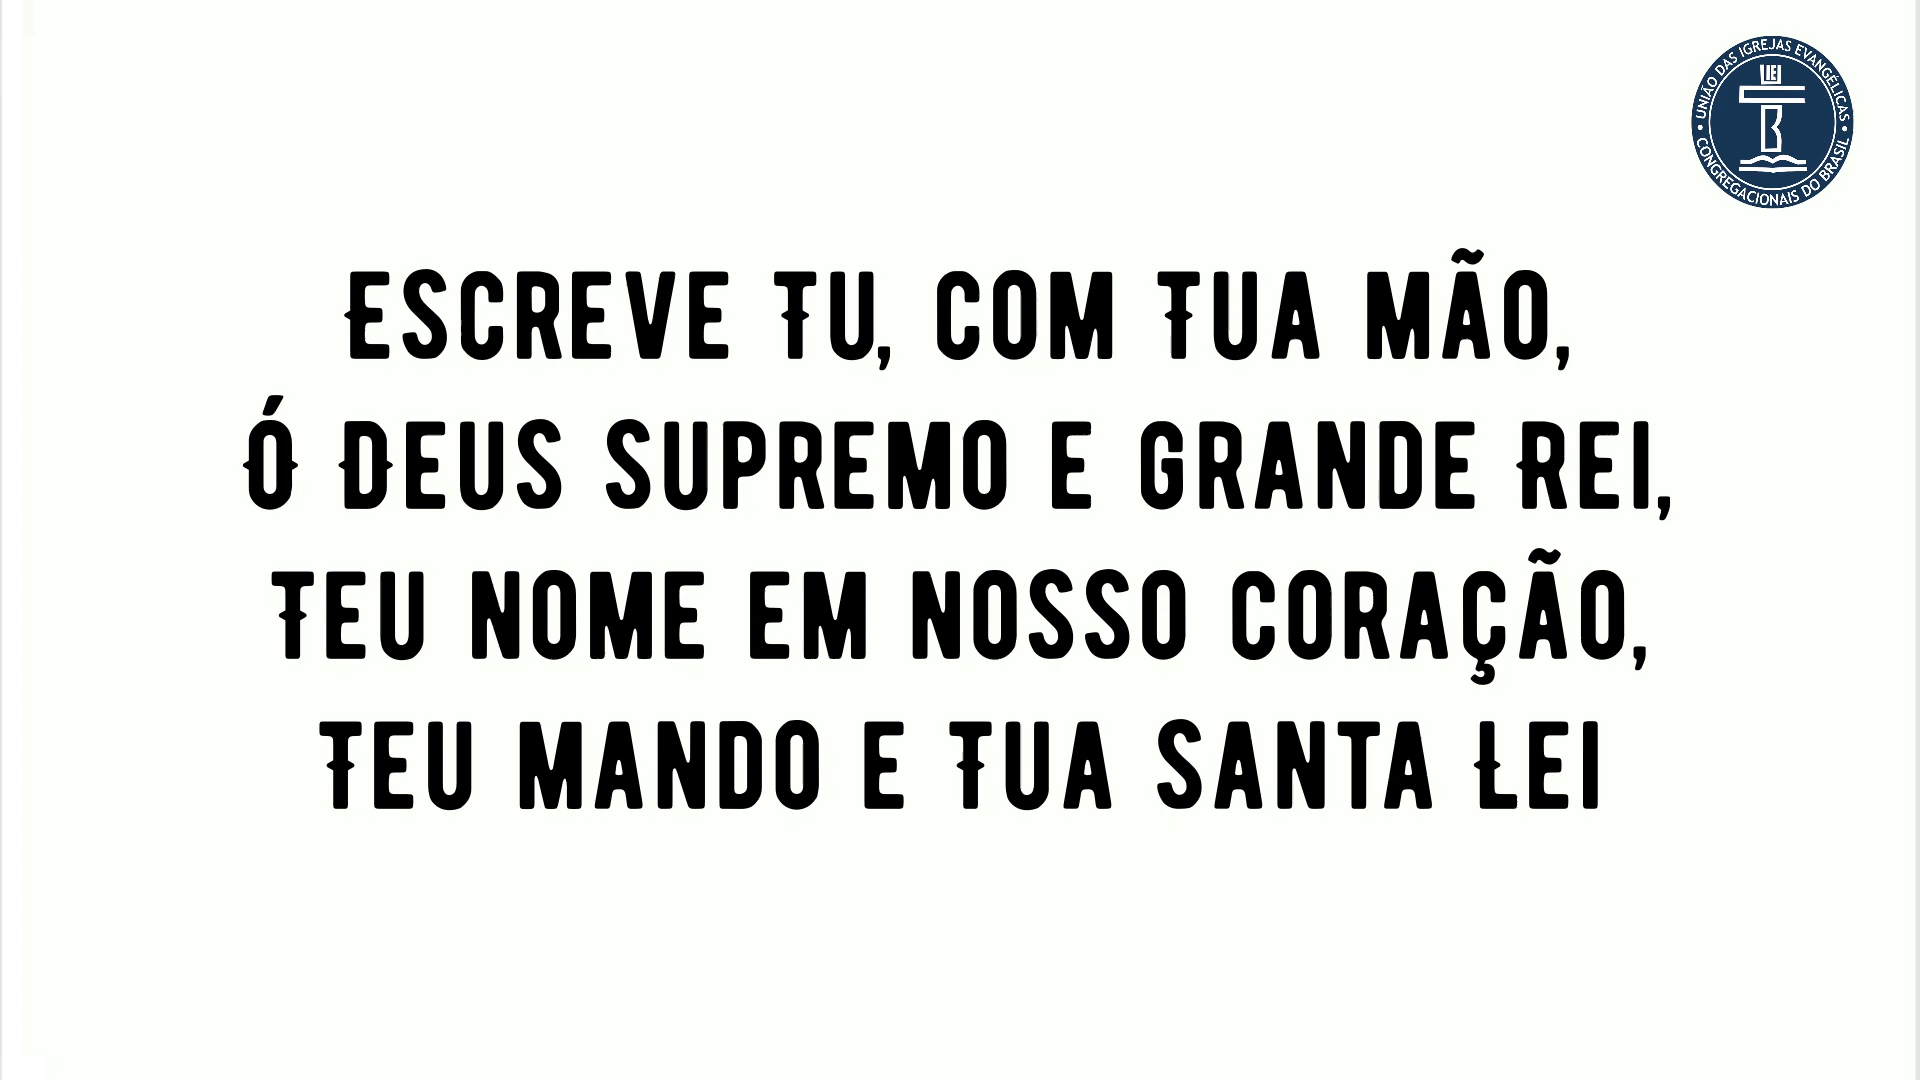 UNIÃO DAS IGREJAS EVANGÉLICAS
CONGREGACIONAIS DO BRASIL
Escreve Tu, com Tua mão,
Ó Deus supremo e grande Rei,
Teu nome em nosso coração,
Teu mando e Tua santa Lei